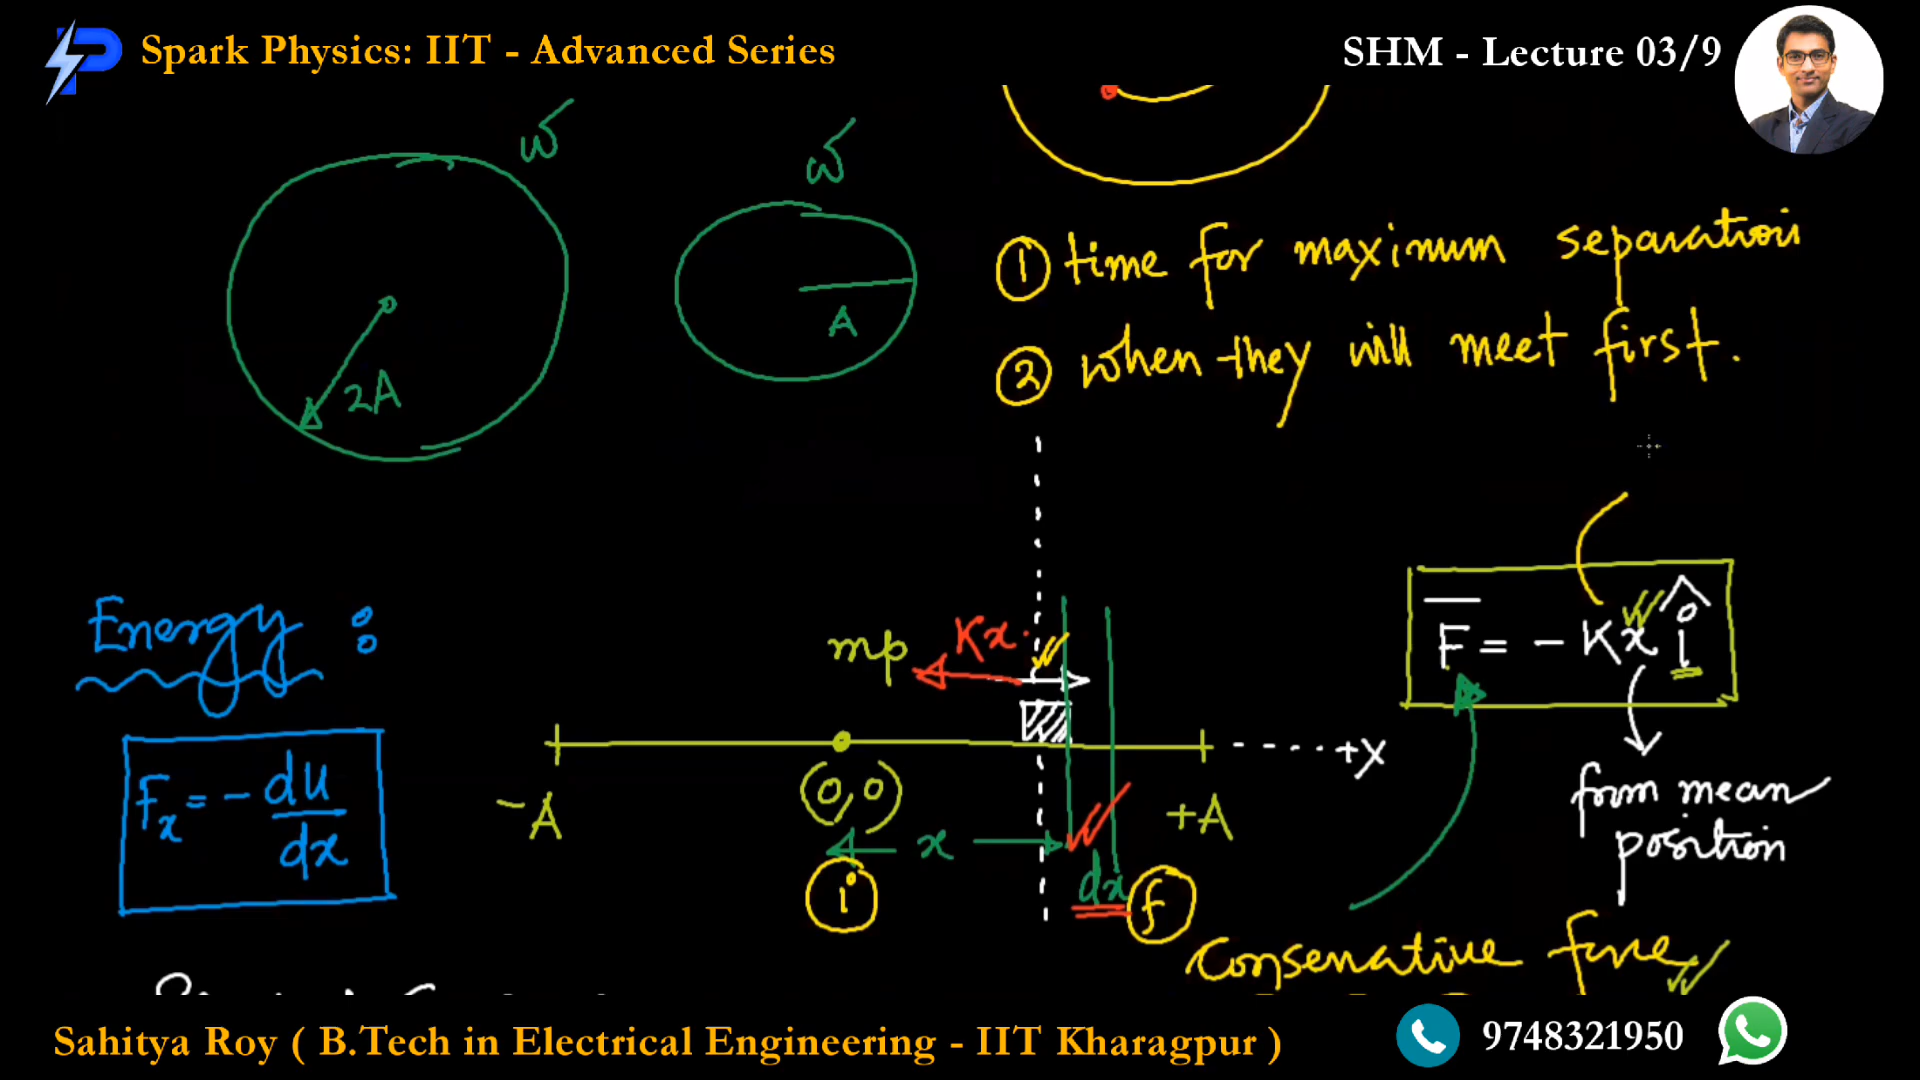 Spark Physics: IIT - Advanced Series
SHM - Lecture 03/9
ω
ω
2A
A
① time for maximum separation
② when they will meet first.
Energy :
F_x = - du/dx
mp
Kx
-A
(0,0)
+A
+x
x
dx
i
f
F = - Kx î
from mean
position
Consenative force
Sahitya Roy ( B.Tech in Electrical Engineering - IIT Kharagpur )
9748321950